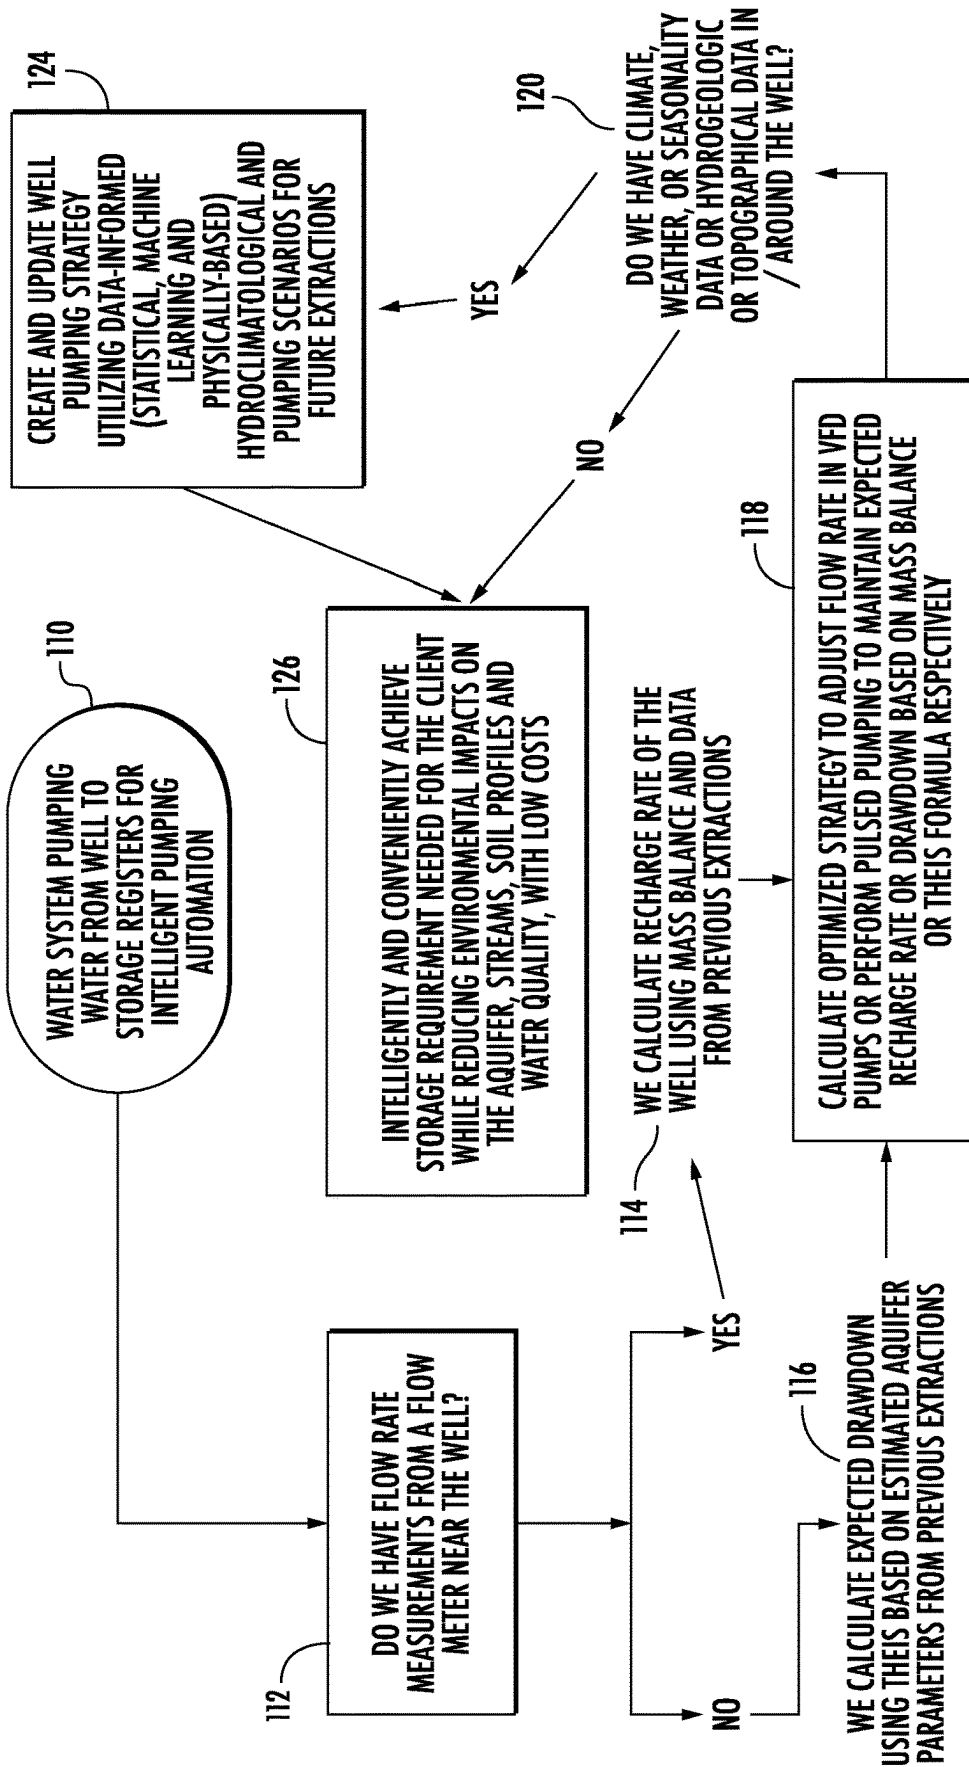 WATER SYSTEM PUMPING
WATER FROM WELL TO
STORAGE REGISTERS FOR
INTELLIGENT PUMPING
AUTOMATION
110
112
DO WE HAVE FLOW RATE
MEASUREMENTS FROM A FLOW
METER NEAR THE WELL?
YES
NO
114
WE CALCULATE RECHARGE RATE OF THE
WELL USING MASS BALANCE AND DATA
FROM PREVIOUS EXTRACTIONS
116
WE CALCULATE EXPECTED DRAWDOWN
USING THEIS BASED ON ESTIMATED AQUIFER
PARAMETERS FROM PREVIOUS EXTRACTIONS
118
CALCULATE OPTIMIZED STRATEGY TO ADJUST FLOW RATE IN VFD
PUMPS OR PERFORM PULSED PUMPING TO MAINTAIN EXPECTED
RECHARGE RATE OR DRAWDOWN BASED ON MASS BALANCE
OR THEIS FORMULA RESPECTIVELY
120
DO WE HAVE CLIMATE,
WEATHER, OR SEASONALITY
DATA OR HYDROGEOLOGIC
OR TOPOGRAPHICAL DATA IN
/ AROUND THE WELL?
YES
NO
124
CREATE AND UPDATE WELL
PUMPING STRATEGY
UTILIZING DATA-INFORMED
(STATISTICAL, MACHINE
LEARNING AND
PHYSICALLY-BASED)
HYDROCLIMATOLOGICAL AND
PUMPING SCENARIOS FOR
FUTURE EXTRACTIONS
126
INTELLIGENTLY AND CONVENIENTLY ACHIEVE
STORAGE REQUIREMENT NEEDED FOR THE CLIENT
WHILE REDUCING ENVIRONMENTAL IMPACTS ON
THE AQUIFER, STREAMS, SOIL PROFILES AND
WATER QUALITY, WITH LOW COSTS